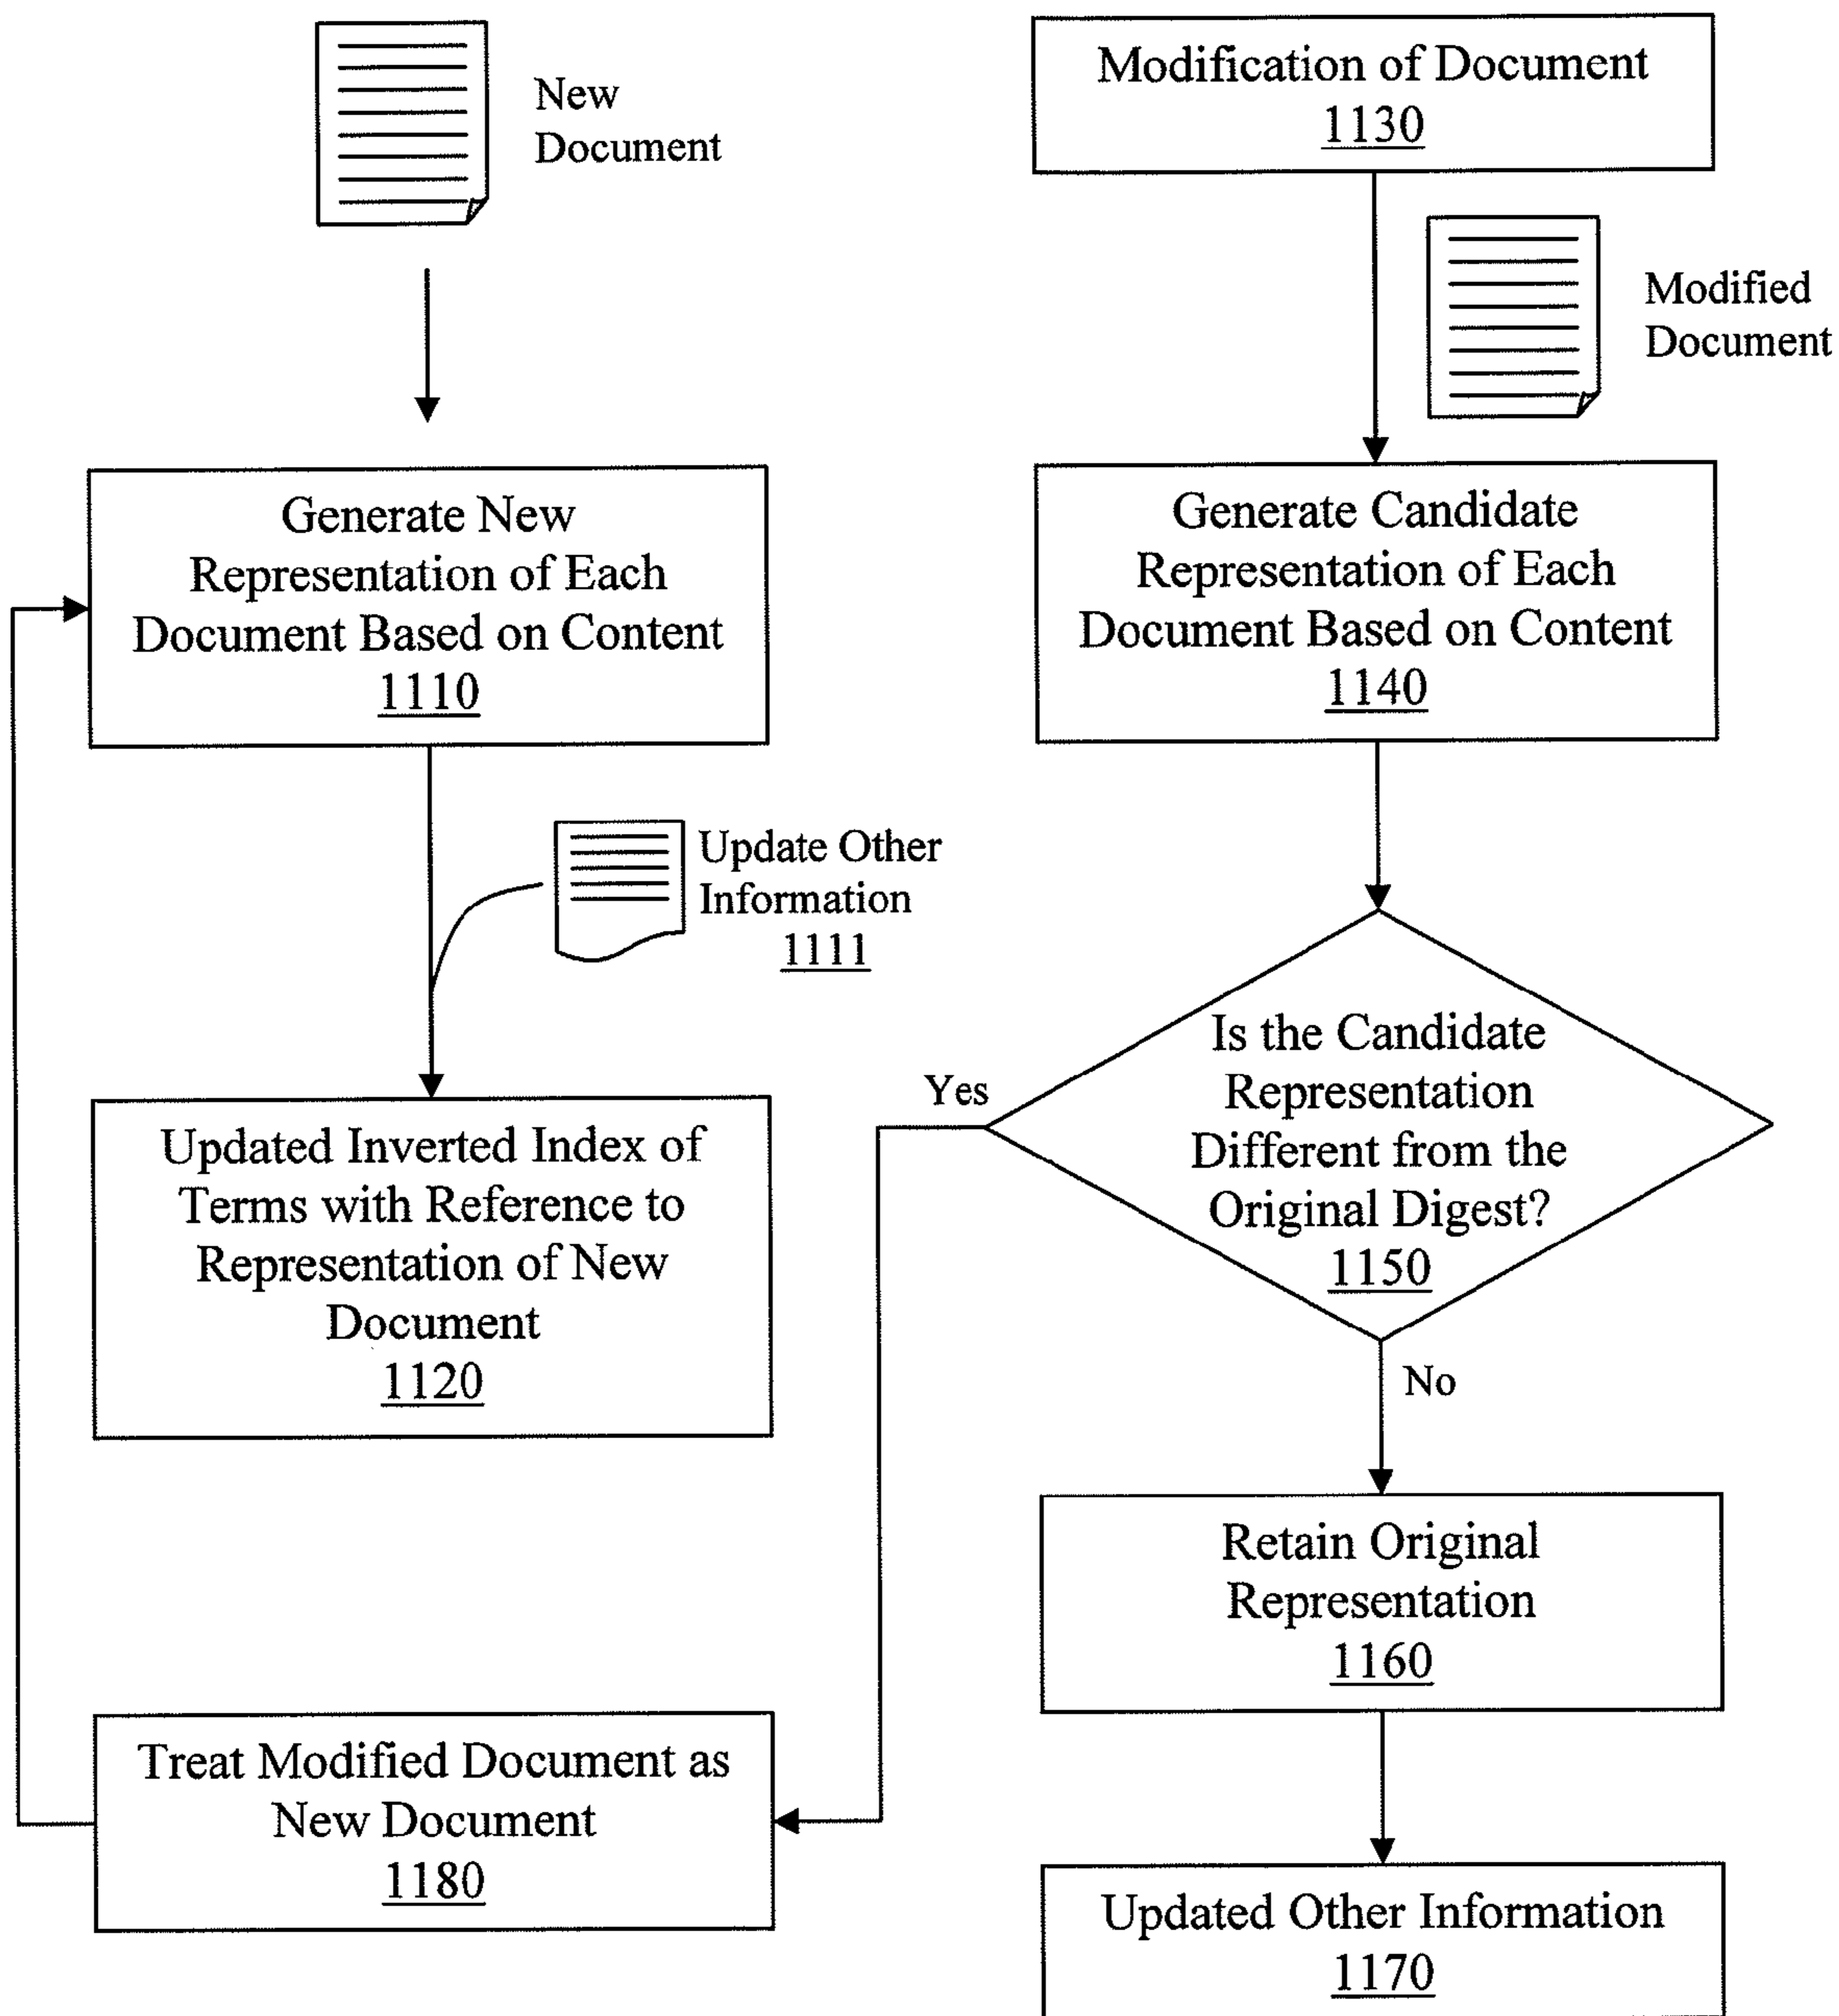 New
Document
Generate New
Representation of Each
Document Based on Content
1110
Update Other
Information
1111
Updated Inverted Index of
Terms with Reference to
Representation of New
Document
1120
Treat Modified Document as
New Document
1180
Modification of Document
1130
Modified
Document
Generate Candidate
Representation of Each
Document Based on Content
1140
Is the Candidate
Representation
Different from the
Original Digest?
1150
Yes
No
Retain Original
Representation
1160
Updated Other Information
1170